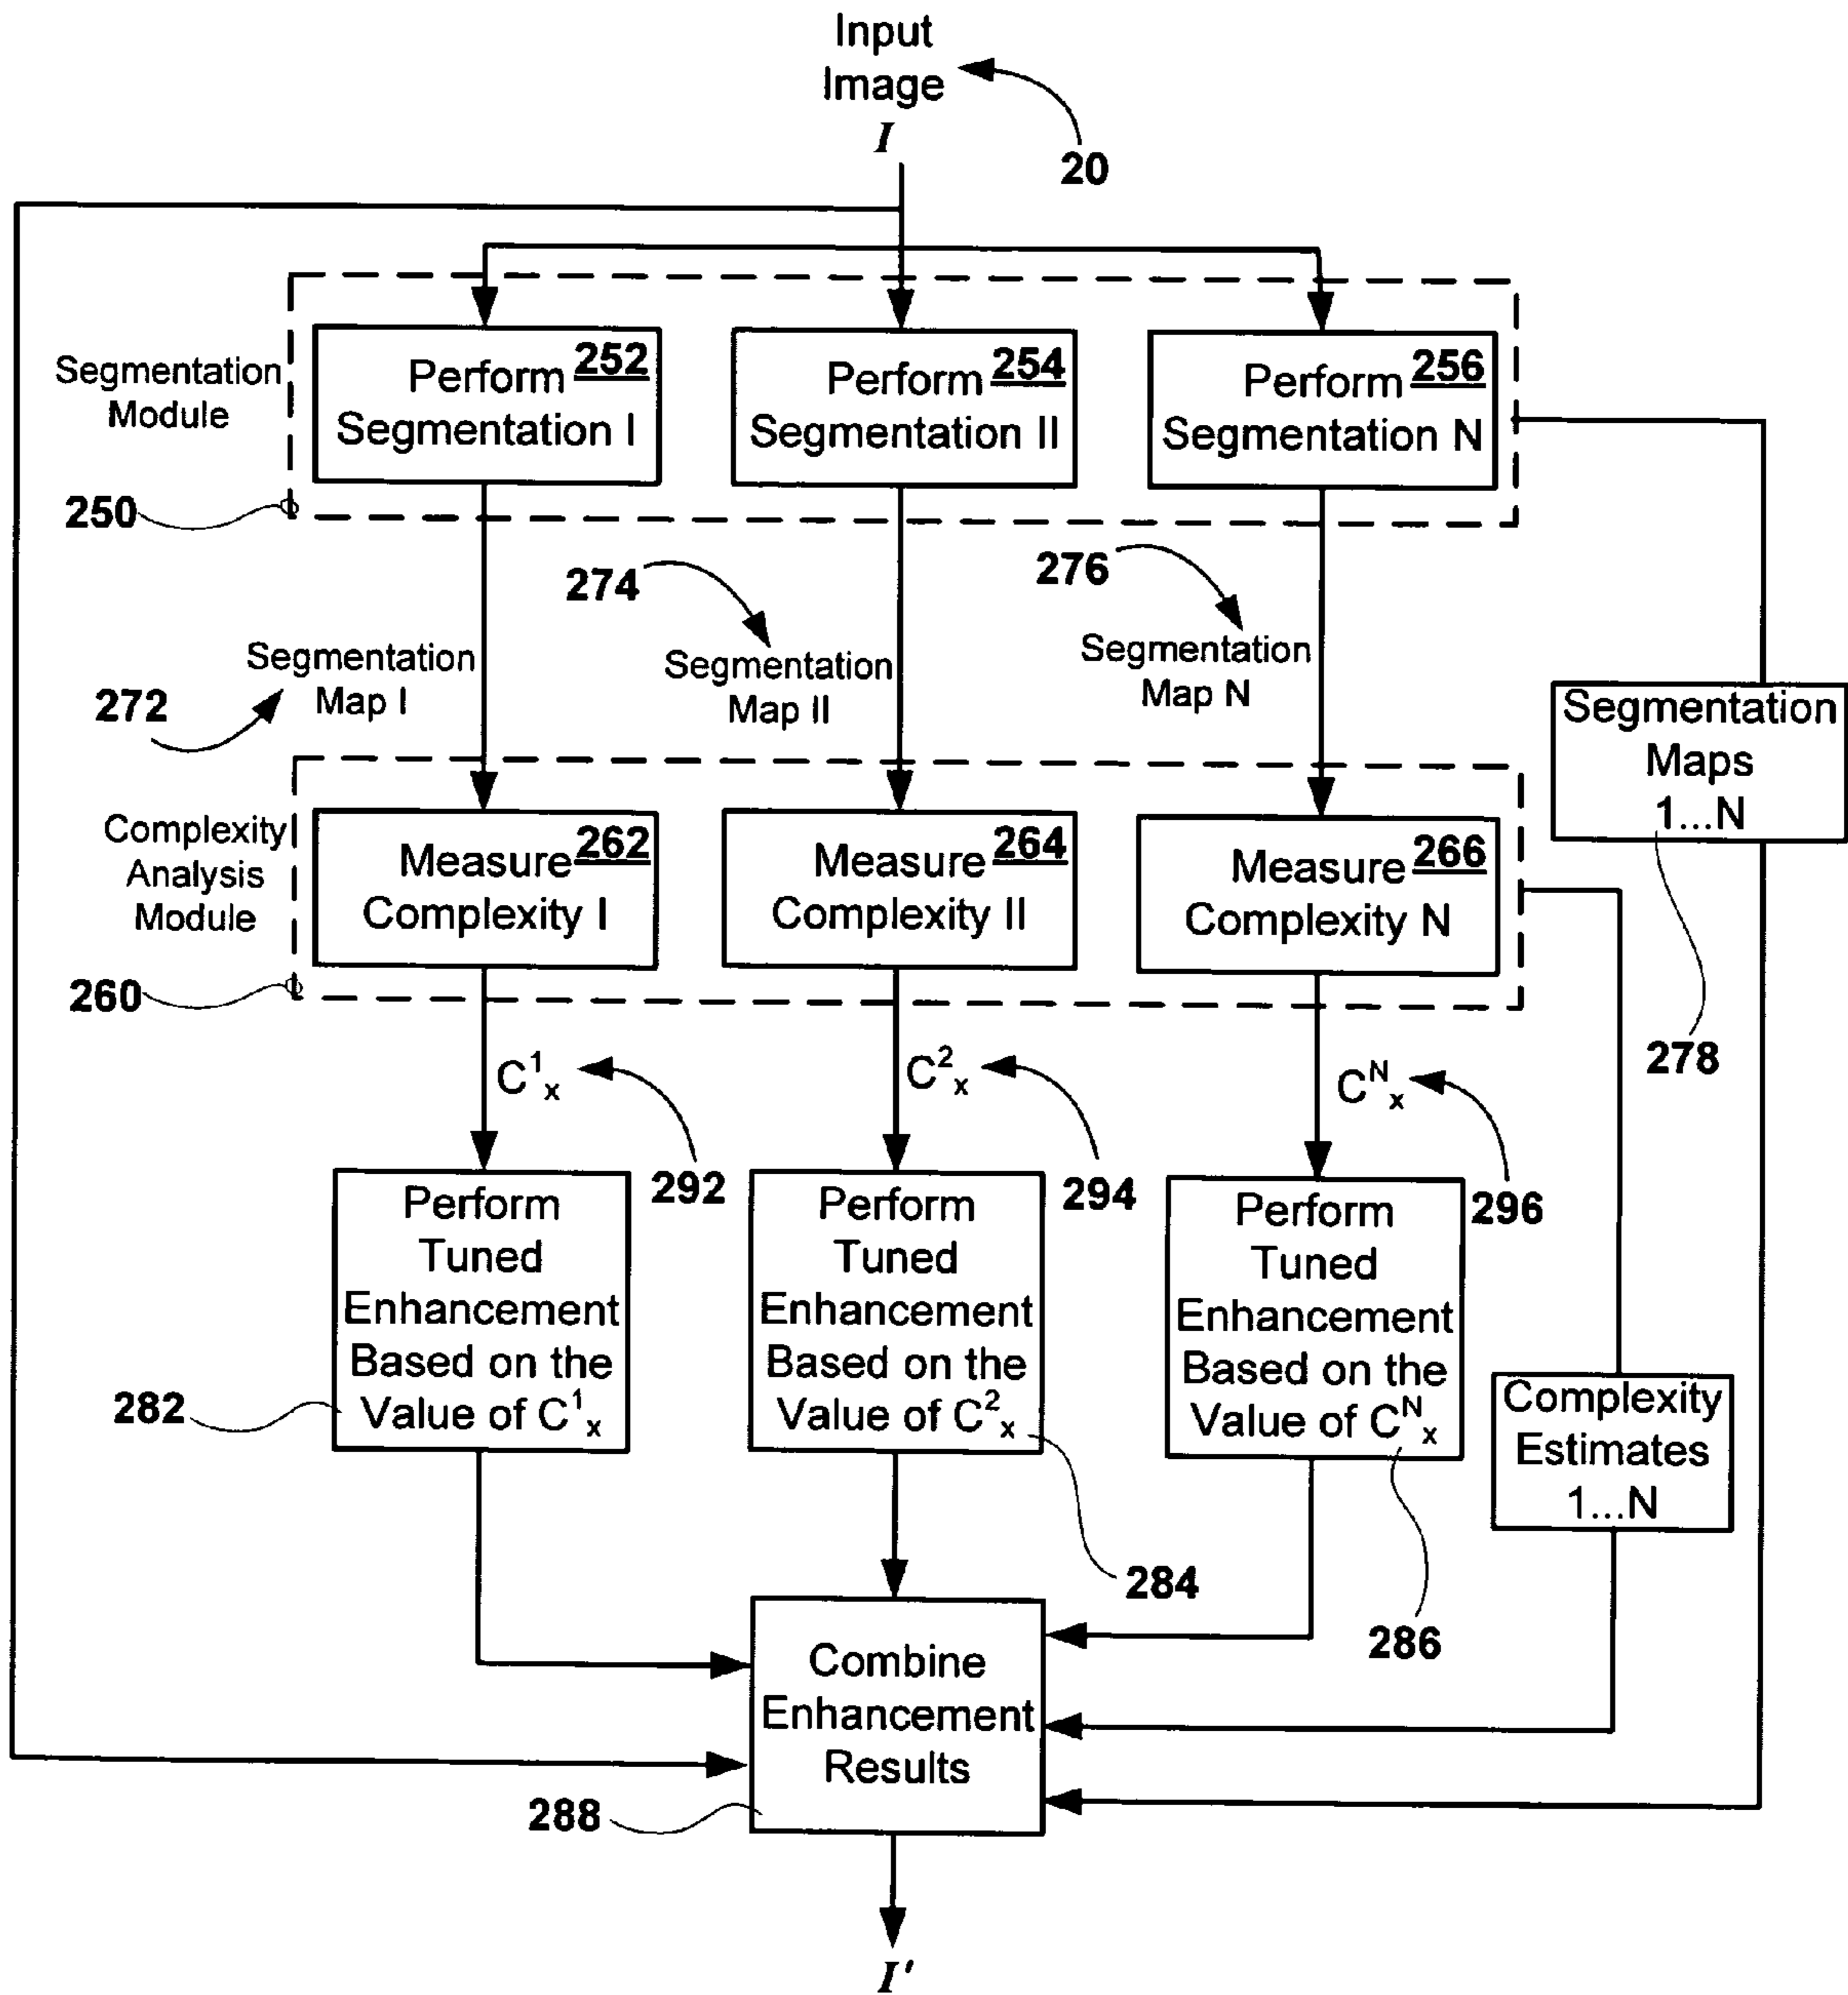 Input
Image
I
20
Segmentation
Module
250
Perform 252
Segmentation I
Perform 254
Segmentation II
Perform 256
Segmentation N
272
Segmentation
Map I
274
Segmentation
Map II
276
Segmentation
Map N
Segmentation
Maps
1...N
278
Complexity
Analysis
Module
260
Measure 262
Complexity I
Measure 264
Complexity II
Measure 266
Complexity N
C¹ₓ
292
C²ₓ
294
Cᴺₓ
296
Perform
Tuned
Enhancement
Based on the
Value of C¹ₓ
282
Perform
Tuned
Enhancement
Based on the
Value of C²ₓ
284
Perform
Tuned
Enhancement
Based on the
Value of Cᴺₓ
286
Complexity
Estimates
1...N
Combine
Enhancement
Results
288
I'